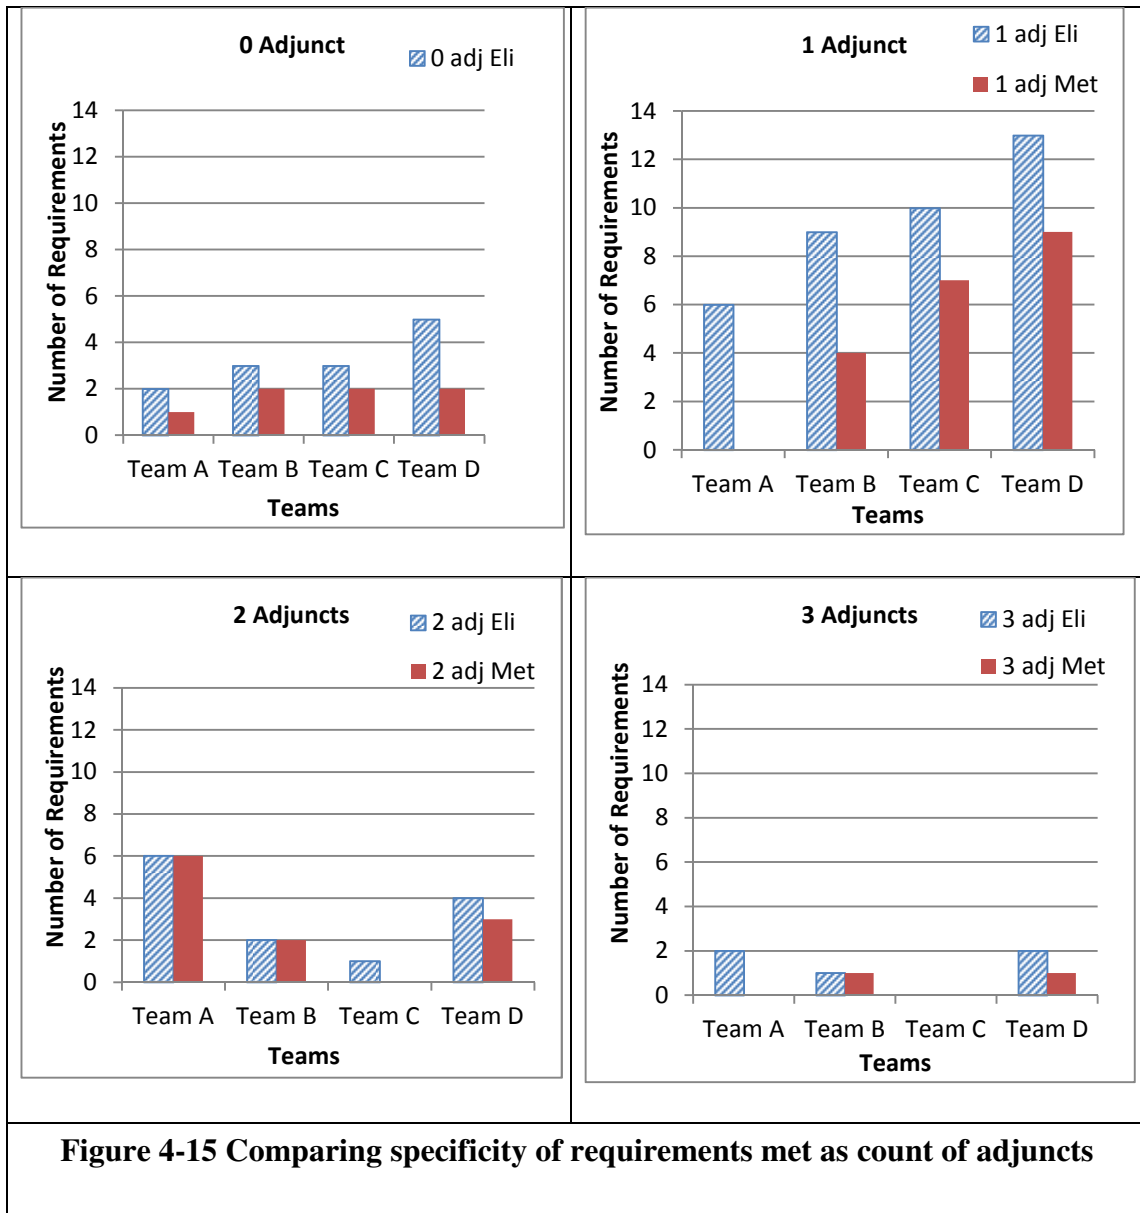 0 Adjunct
0 adj Eli
Number of Requirements
14
12
10
8
6
4
2
0
Team A Team B Team C Team D
Teams
1 Adjunct
1 adj Eli
1 adj Met
Number of Requirements
14
12
10
8
6
4
2
0
Team A Team B Team C Team D
Teams
2 Adjuncts
2 adj Eli
2 adj Met
Number of Requirements
14
12
10
8
6
4
2
0
Team A Team B Team C Team D
Teams
3 Adjuncts
3 adj Eli
3 adj Met
Number of Requirements
14
12
10
8
6
4
2
0
Team A Team B Team C Team D
Teams
Figure 4-15 Comparing specificity of requirements met as count of adjuncts